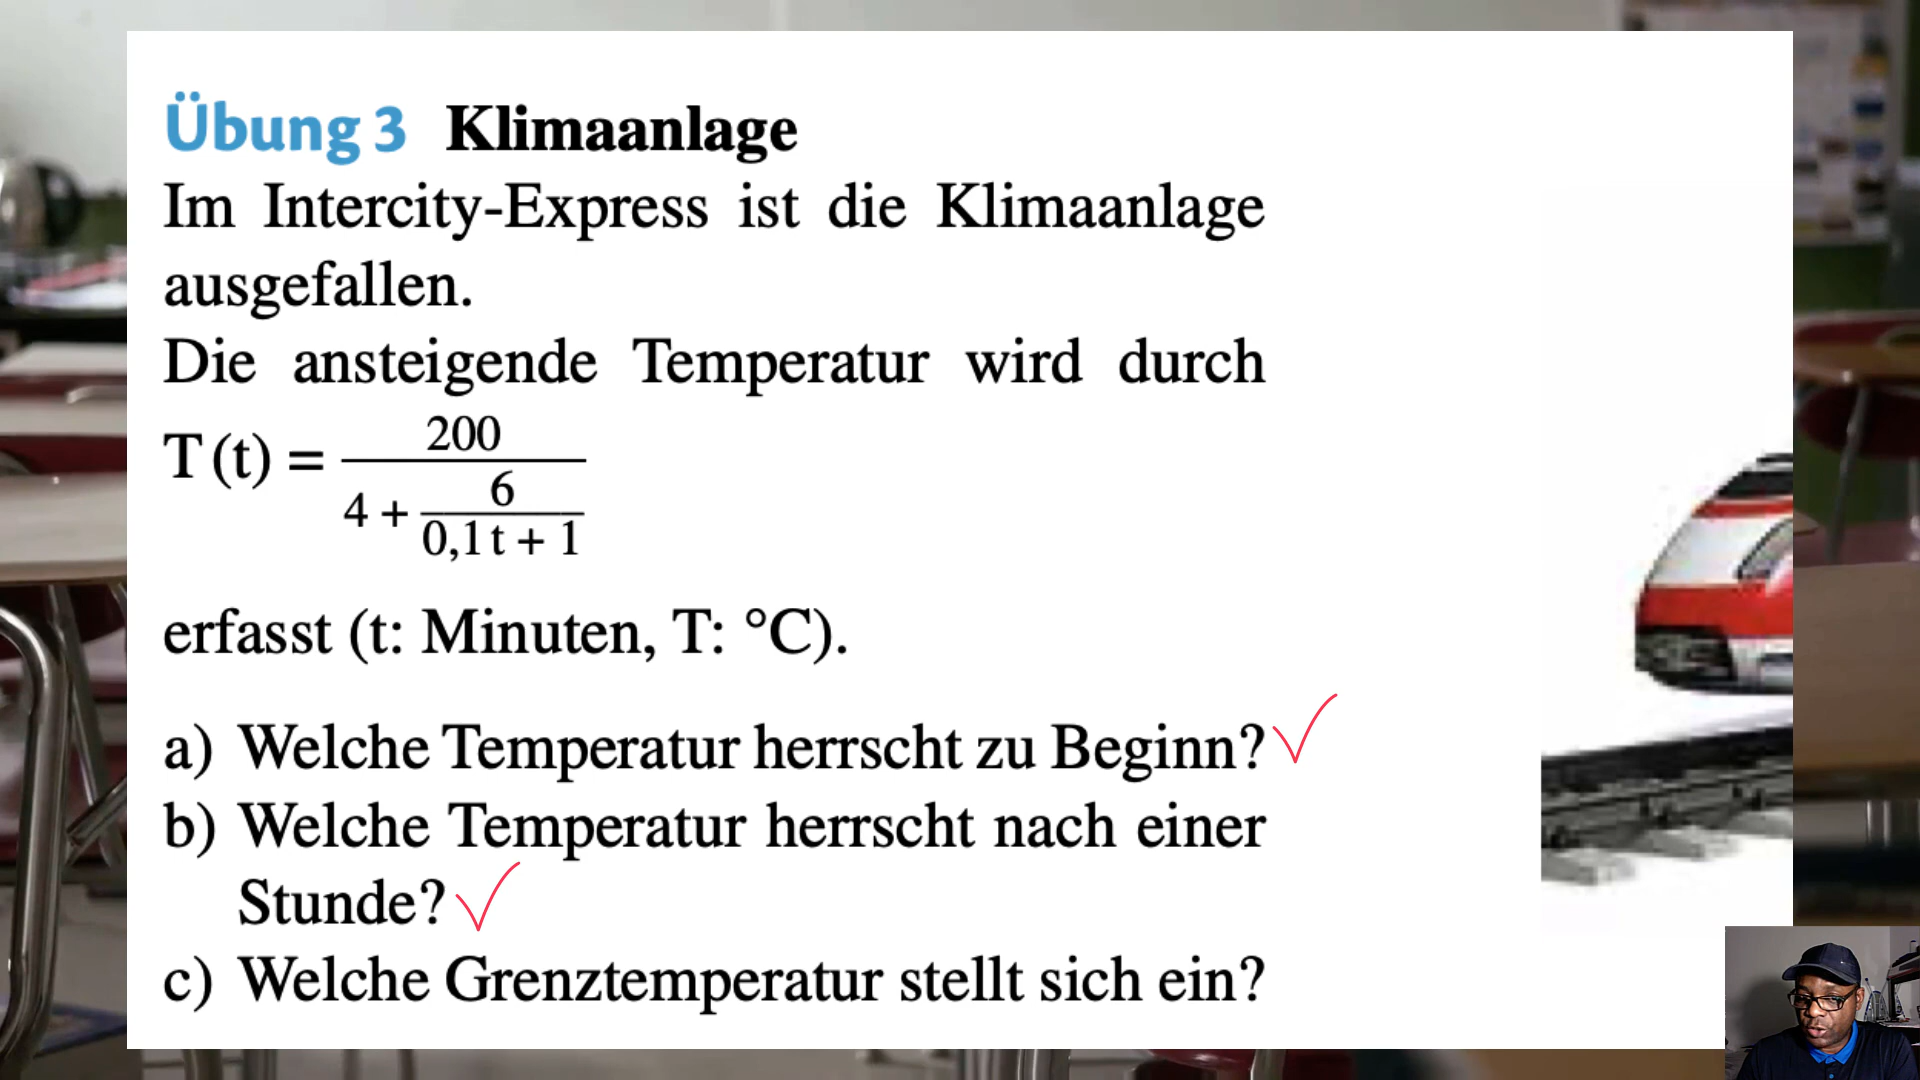 Übung 3 Klimaanlage
Im Intercity-Express ist die Klimaanlage
ausgefallen.
Die ansteigende Temperatur wird durch
T(t) = \frac{200}{4 + \frac{6}{0,1t + 1}}
erfasst (t: Minuten, T: °C).
a) Welche Temperatur herrscht zu Beginn?
b) Welche Temperatur herrscht nach einer
Stunde?
c) Welche Grenztemperatur stellt sich ein?